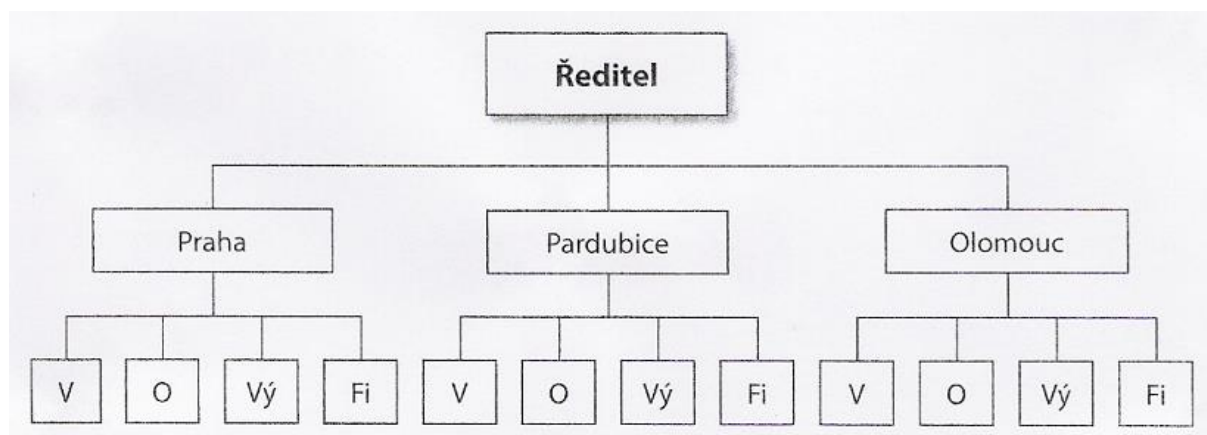 Ředitel
Praha Pardubice Olomouc
V O Vý Fi V O Vý Fi V O Vý Fi